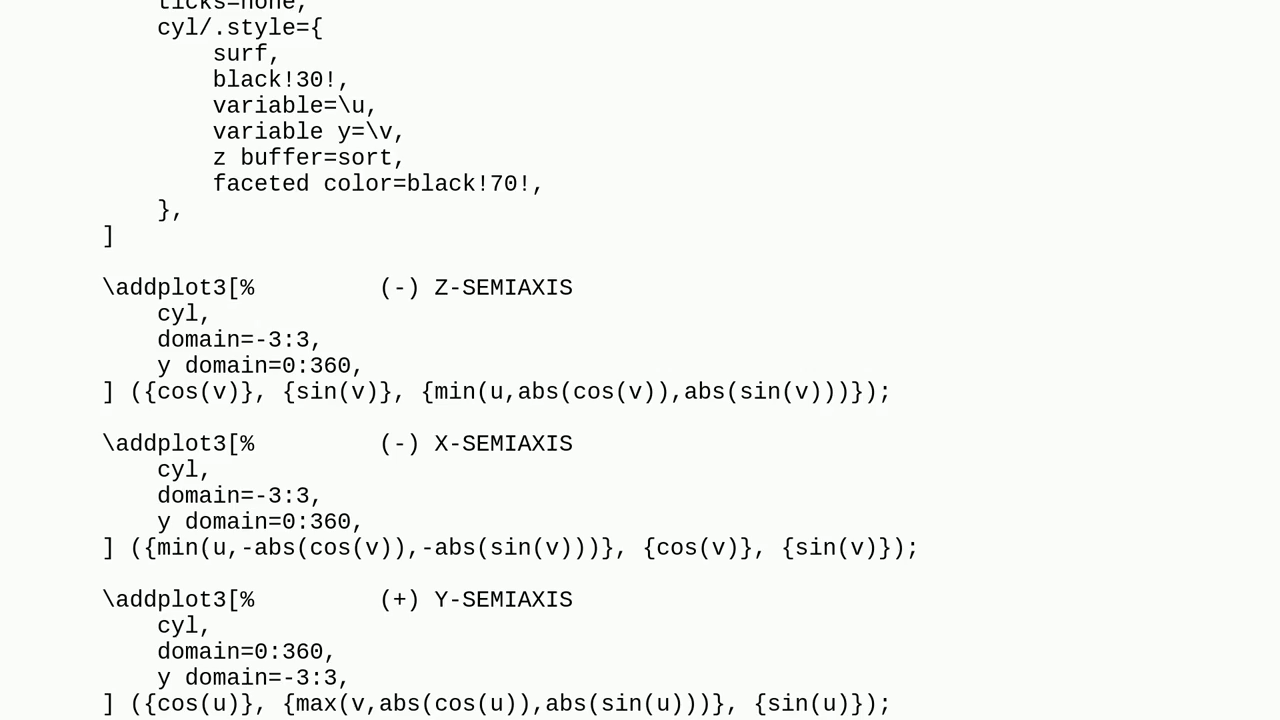 ticks=none,
cyl/.style={
surf,
black!30!,
variable=\u,
variable y=\v,
z buffer=sort,
faceted color=black!70!,
},
]
\addplot3[% (-) Z-SEMIAXIS
cyl,
domain=-3:3,
y domain=0:360,
] ({cos(v)}, {sin(v)}, {min(u,abs(cos(v)),abs(sin(v)))});
\addplot3[% (-) X-SEMIAXIS
cyl,
domain=-3:3,
y domain=0:360,
] ({min(u,-abs(cos(v)),-abs(sin(v)))}, {cos(v)}, {sin(v)});
\addplot3[% (+) Y-SEMIAXIS
cyl,
domain=0:360,
y domain=-3:3,
] ({cos(u)}, {max(v,abs(cos(u)),abs(sin(u)))}, {sin(u)});